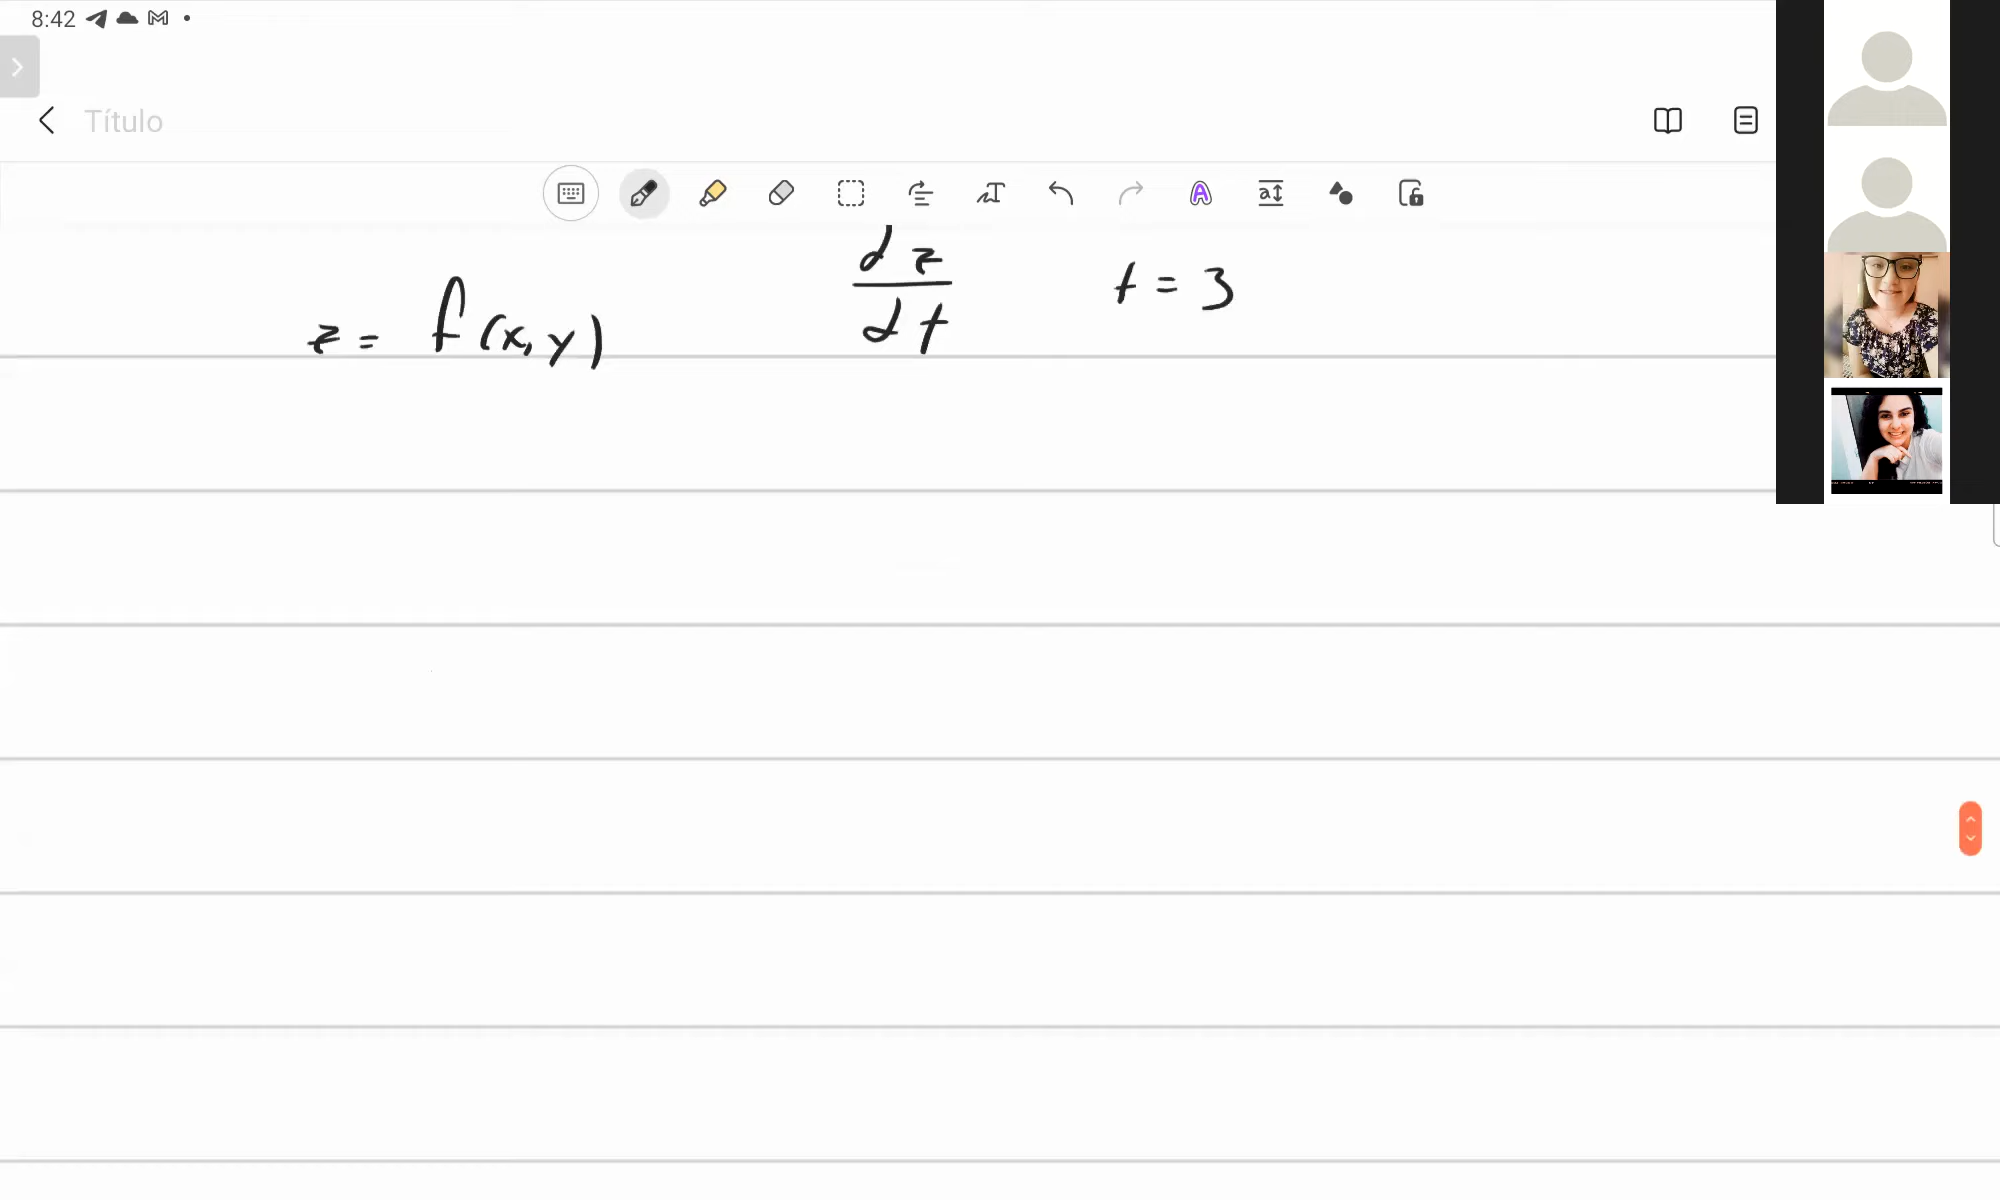 8:42
Título
z = f(x,y)  dz/dt  t = 3